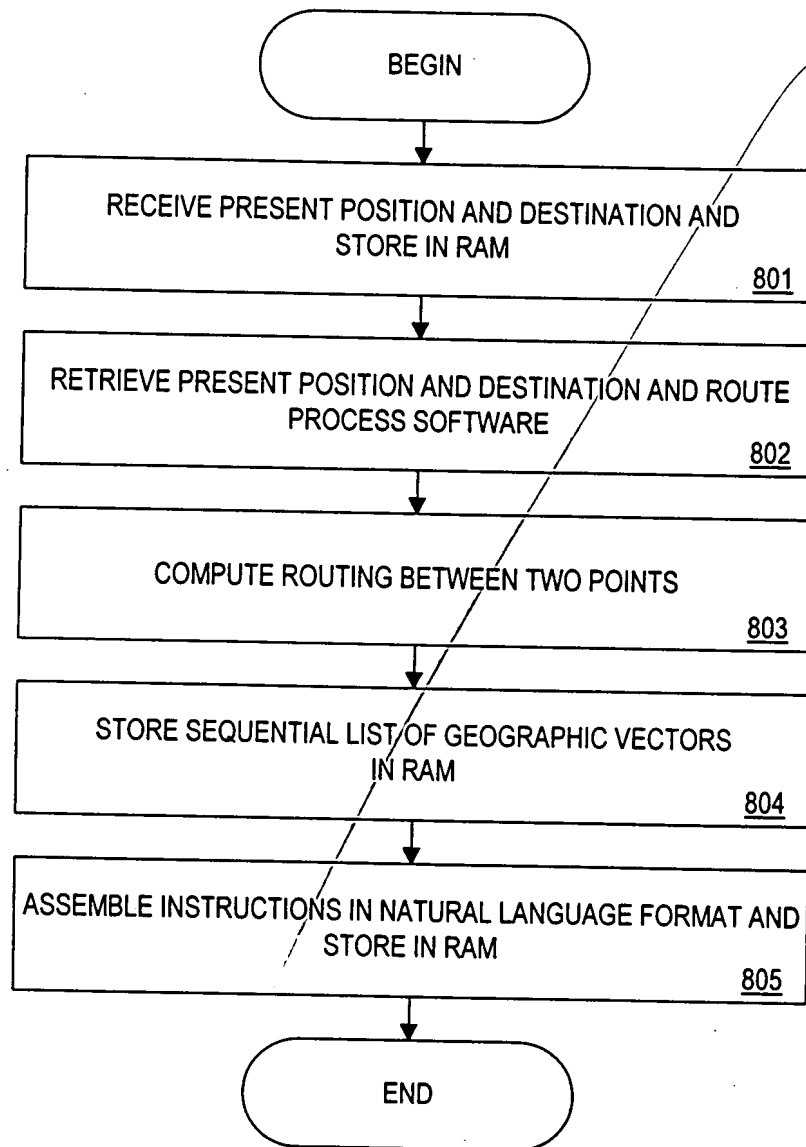 BEGIN
RECEIVE PRESENT POSITION AND DESTINATION AND
STORE IN RAM
801
RETRIEVE PRESENT POSITION AND DESTINATION AND ROUTE
PROCESS SOFTWARE
802
COMPUTE ROUTING BETWEEN TWO POINTS
803
STORE SEQUENTIAL LIST OF GEOGRAPHIC VECTORS
IN RAM
804
ASSEMBLE INSTRUCTIONS IN NATURAL LANGUAGE FORMAT AND
STORE IN RAM
805
END